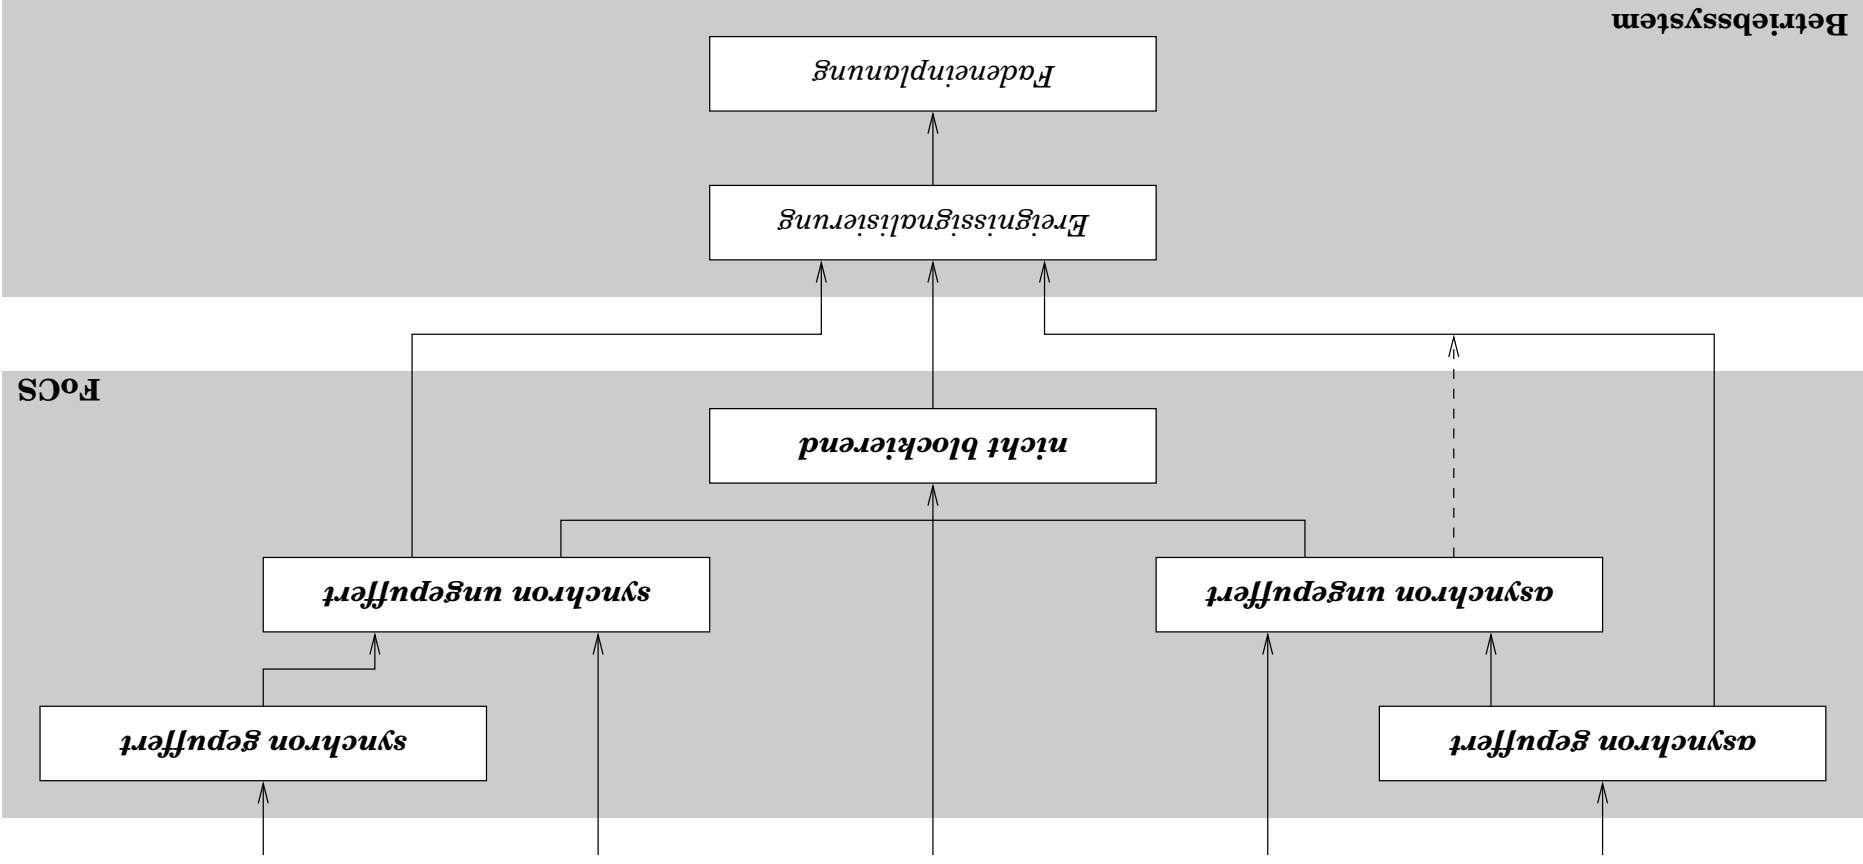 asynchron gepuffert
synchron gepuffert
asynchron ungepuffert
synchron ungepuffert
nicht blockierend
FoCS
Ereignissignalisierung
Fadeneinplanung
Betriebssystem